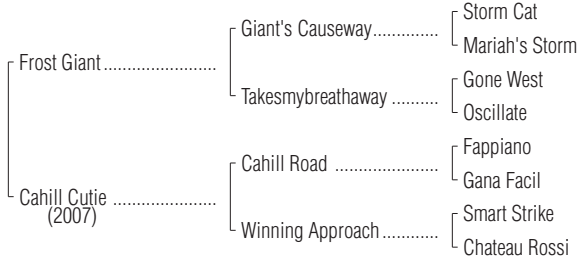 Storm Cat
Giant's Causeway..............
Mariah's Storm
Frost Giant ........................
Gone West
Takesmybreathaway ..........
Oscillate
Fappiano
Cahill Road ......................
Gana Facil
Cahill Cutie ......................
(2007)
Smart Strike
Winning Approach ............
Chateau Rossi